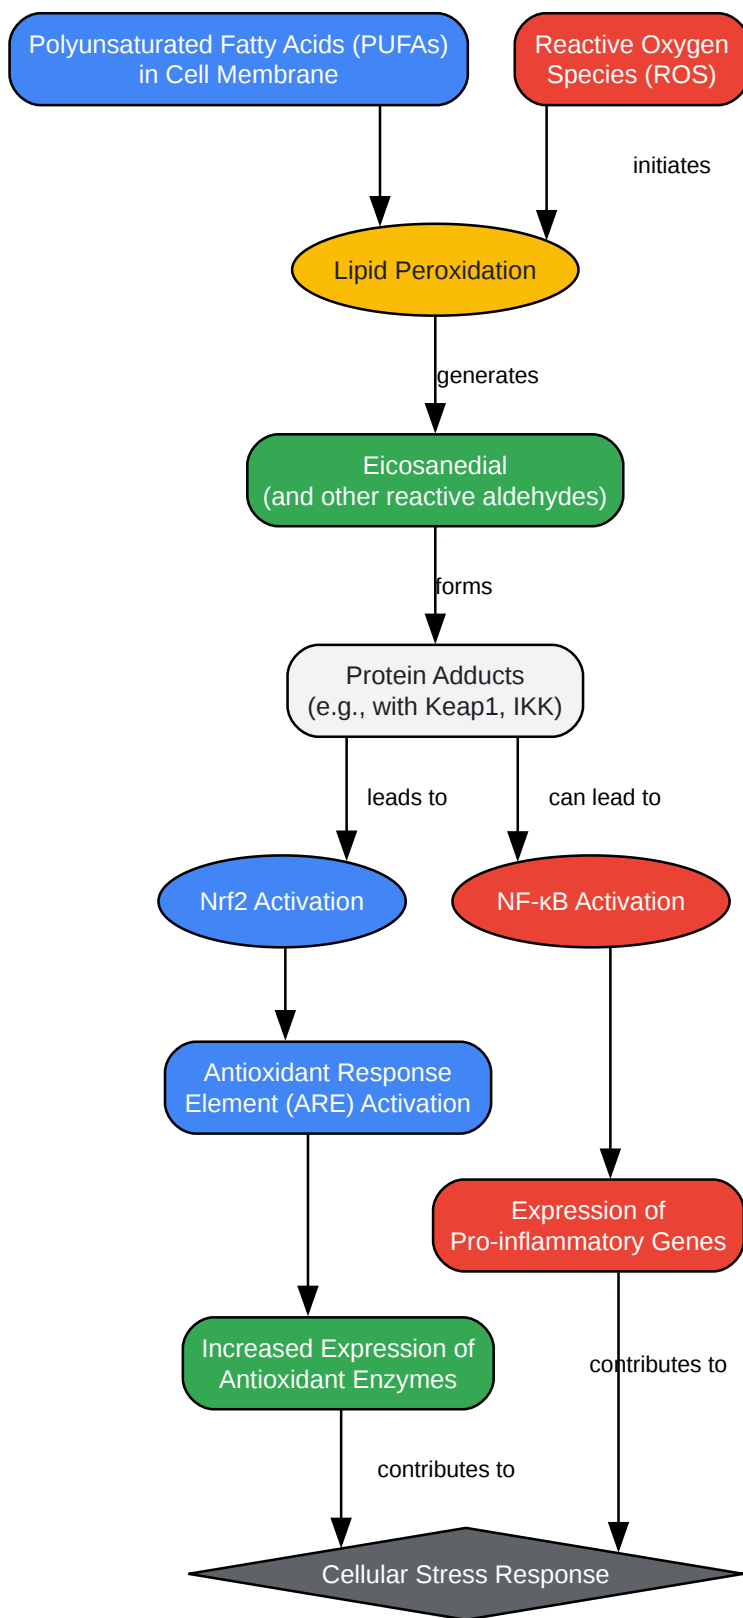 Polyunsaturated Fatty Acids (PUFAs)
in Cell Membrane
Reactive Oxygen
Species (ROS)
initiates
Lipid Peroxidation
generates
Eicosanedial
(and other reactive aldehydes)
forms
Protein Adducts
(e.g., with Keap1, IKK)
leads to
can lead to
Nrf2 Activation
NF-κB Activation
Antioxidant Response
Element (ARE) Activation
Expression of
Pro-inflammatory Genes
Increased Expression of
Antioxidant Enzymes
contributes to
contributes to
Cellular Stress Response